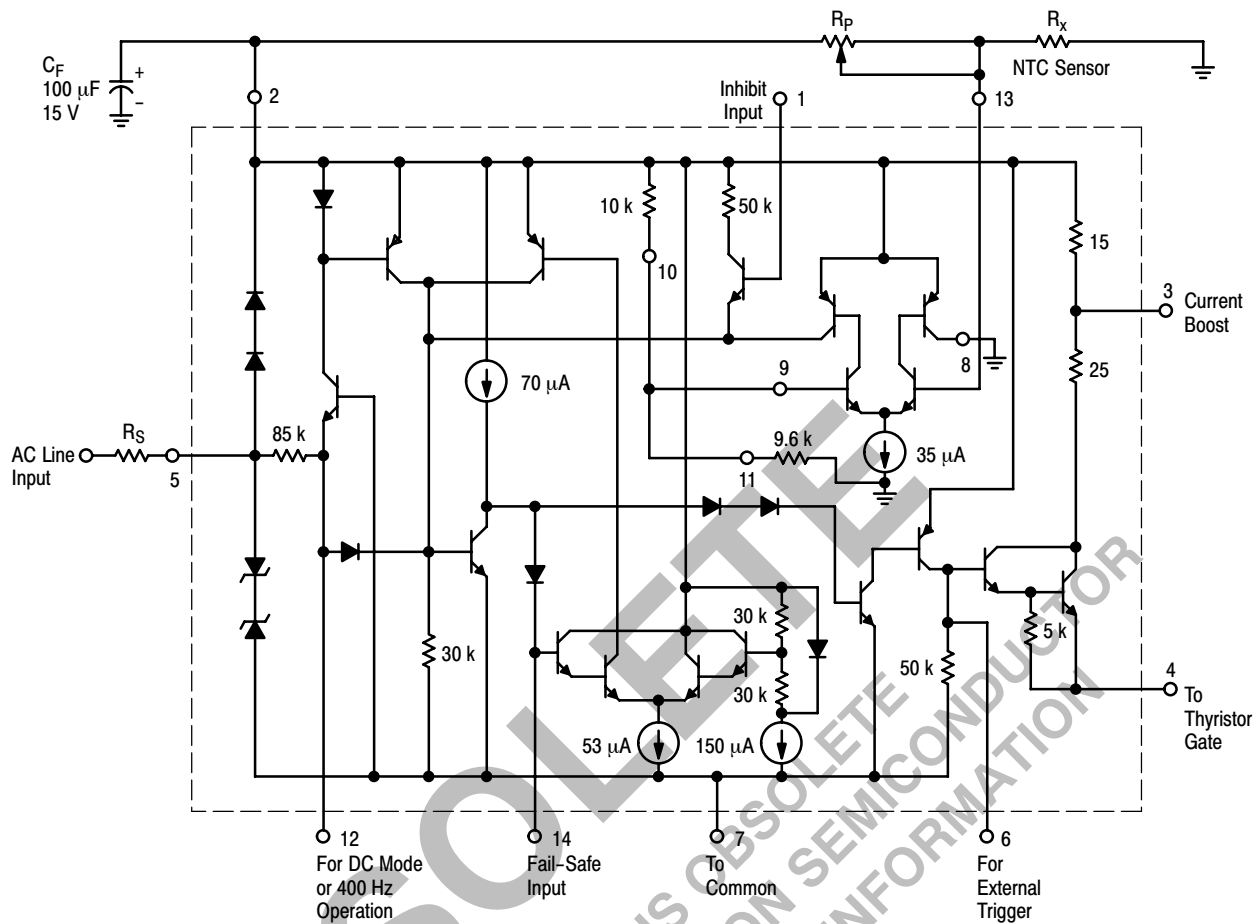 R_P
R_X
NTC Sensor
C_F
100 µF
15 V
+
−
2
Inhibit
Input
1
13
10 k
50 k
10
15
3
Current
Boost
25
70 µA
9
8
AC Line
Input
R_S
5
85 k
9.6 k
11
35 µA
30 k
30 k
30 k
5 k
50 k
4
To
Thyristor
Gate
53 µA
150 µA
12
For DC Mode
or 400 Hz
Operation
14
Fail−Safe
Input
7
To
Common
6
For
External
Trigger
OBSOLETE
IS OBSOLETE
ON SEMICONDUCTOR
INFORMATION